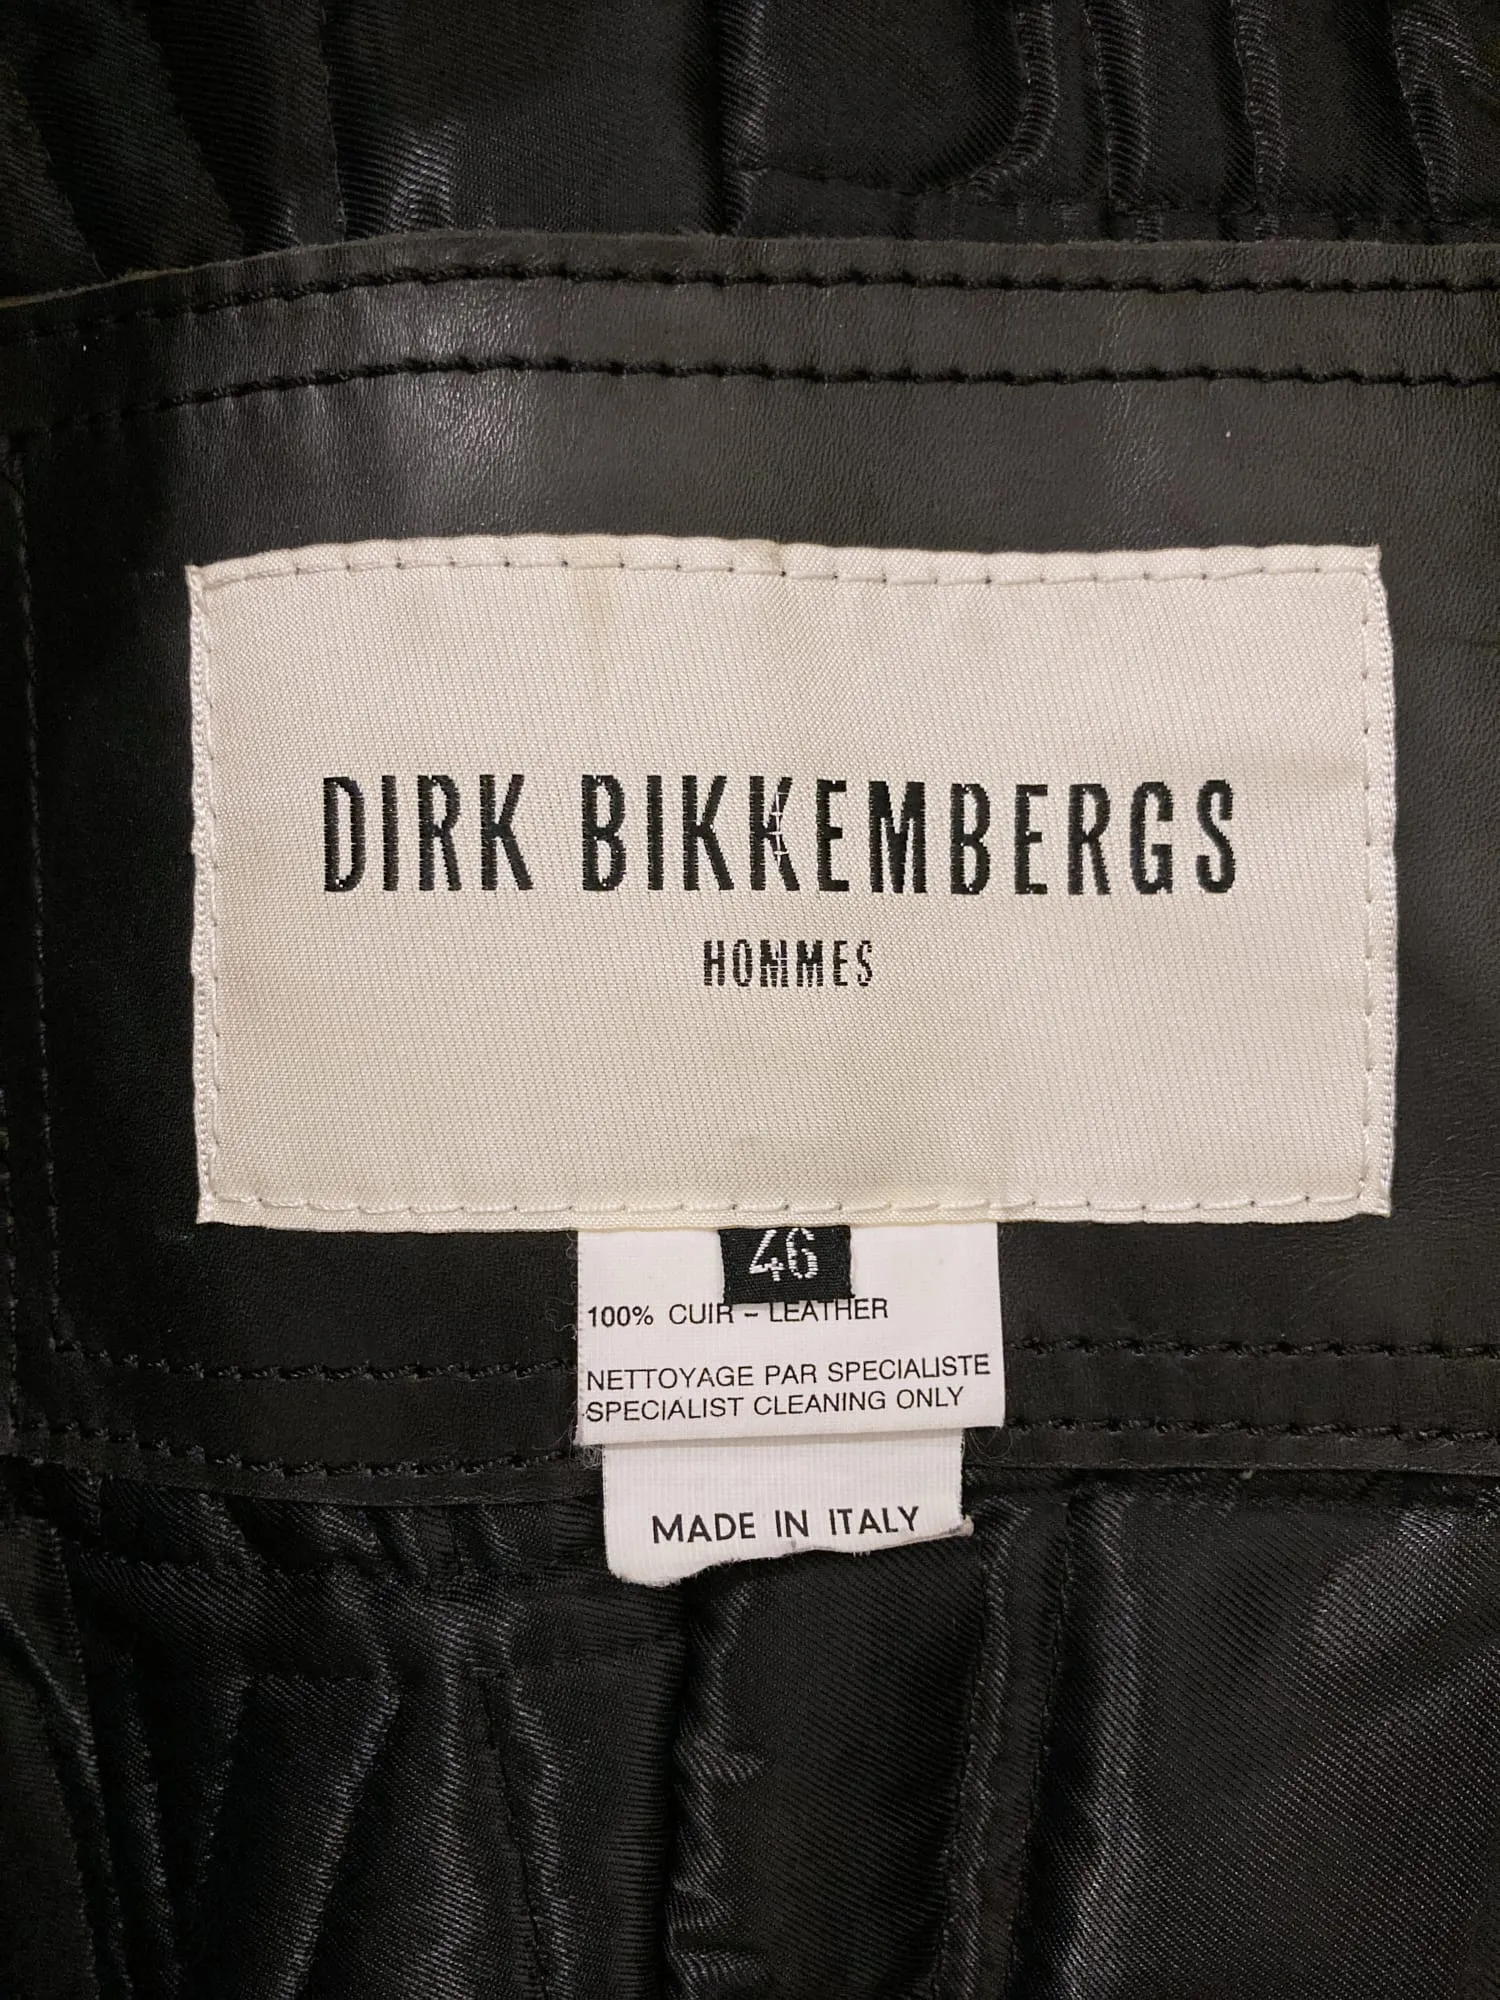 DIRK BIKKEMBERGS
HOMMES
46
100% CUIR – LEATHER
NETTOYAGE PAR SPECIALISTE
SPECIALIST CLEANING ONLY
MADE IN ITALY